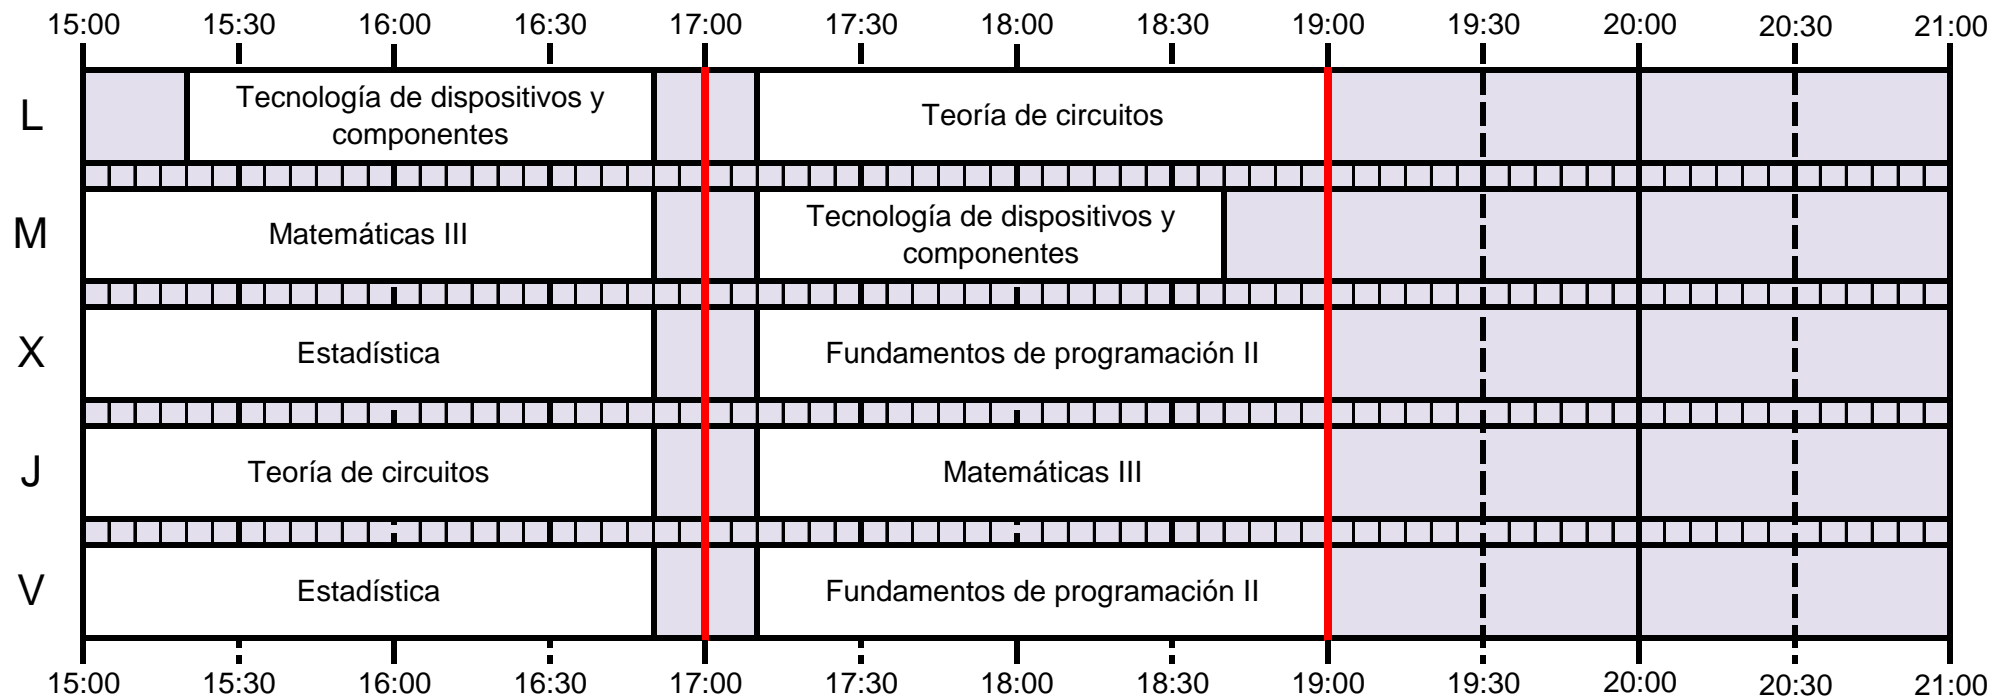 15:00 15:30 16:00 16:30 17:00 17:30 18:00 18:30 19:00 19:30 20:00 20:30 21:00
L
Tecnología de dispositivos y
componentes
Teoría de circuitos
M
Matemáticas III
Tecnología de dispositivos y
componentes
X
Estadística
Fundamentos de programación II
J
Teoría de circuitos
Matemáticas III
V
Estadística
Fundamentos de programación II
15:00 15:30 16:00 16:30 17:00 17:30 18:00 18:30 19:00 19:30 20:00 20:30 21:00